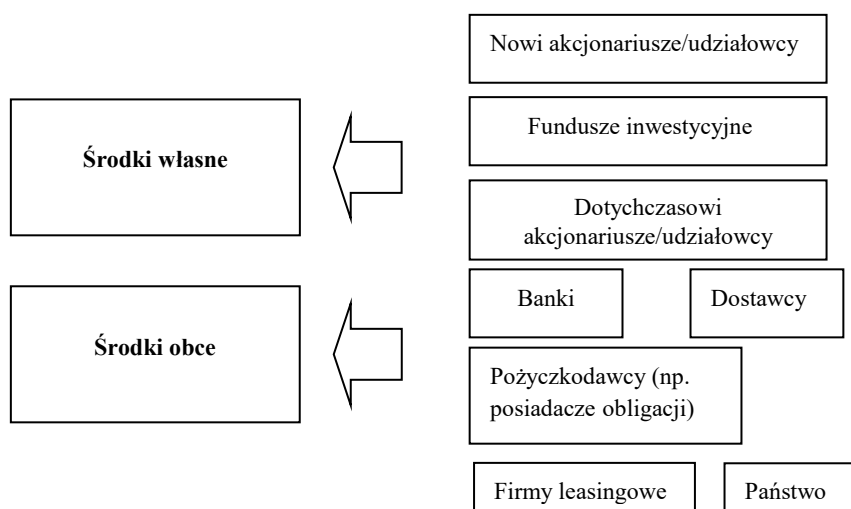 Nowi akcjonariusze/udziałowcy
Środki własne
Fundusze inwestycyjne
Dotychczasowi
akcjonariusze/udziałowcy
Środki obce
Banki
Dostawcy
Pożyczkodawcy (np.
posiadacze obligacji)
Firmy leasingowe
Państwo